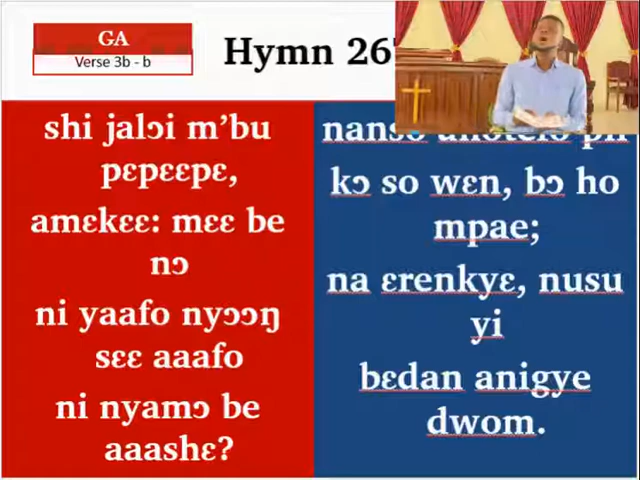 GA
Verse 3b - b
Hymn 26
shi jalɔi m’bu
pɛpɛɛpɛ,
amɛkɛɛ: mɛɛ be
nɔ
ni yaafo nyɔɔŋ
sɛɛ aaafo
ni nyamɔ be
aaashɛ?
kɔ so wɛn, bɔ ho
mpae;
na ɛrenkyɛ, nusu
yi
bɛdan anigye
dwom.